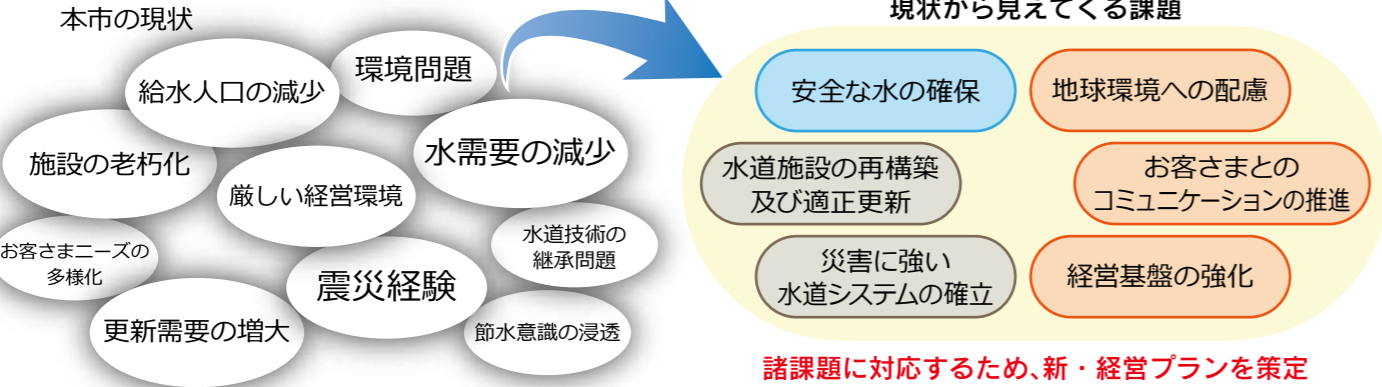 本市の現状
環境問題
給水人口の減少
水需要の減少
施設の老朽化
厳しい経営環境
お客さまニーズの
多様化
水道技術の
継承問題
震災経験
更新需要の増大
節水意識の浸透
現状から見えてくる課題
安全な水の確保
地球環境への配慮
水道施設の再構築
及び適正更新
お客さまとの
コミュニケーションの推進
災害に強い
水道システムの確立
経営基盤の強化
諸課題に対応するため、新・経営プランを策定